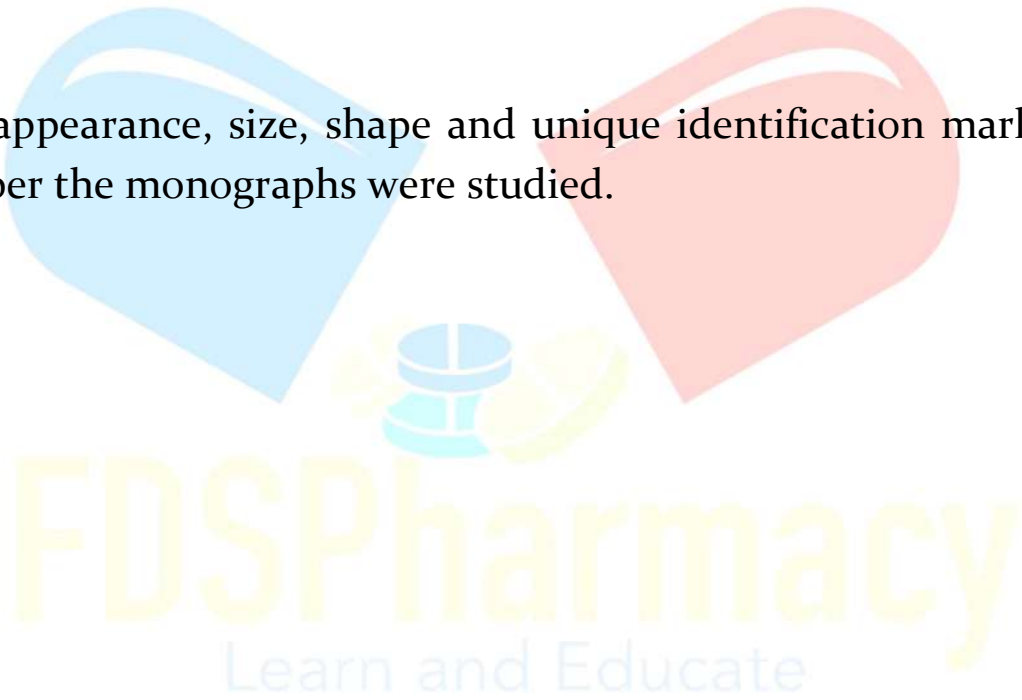 appearance, size, shape and unique identification mark
per the monographs were studied.
FDSPharmacy
Learn and Educate